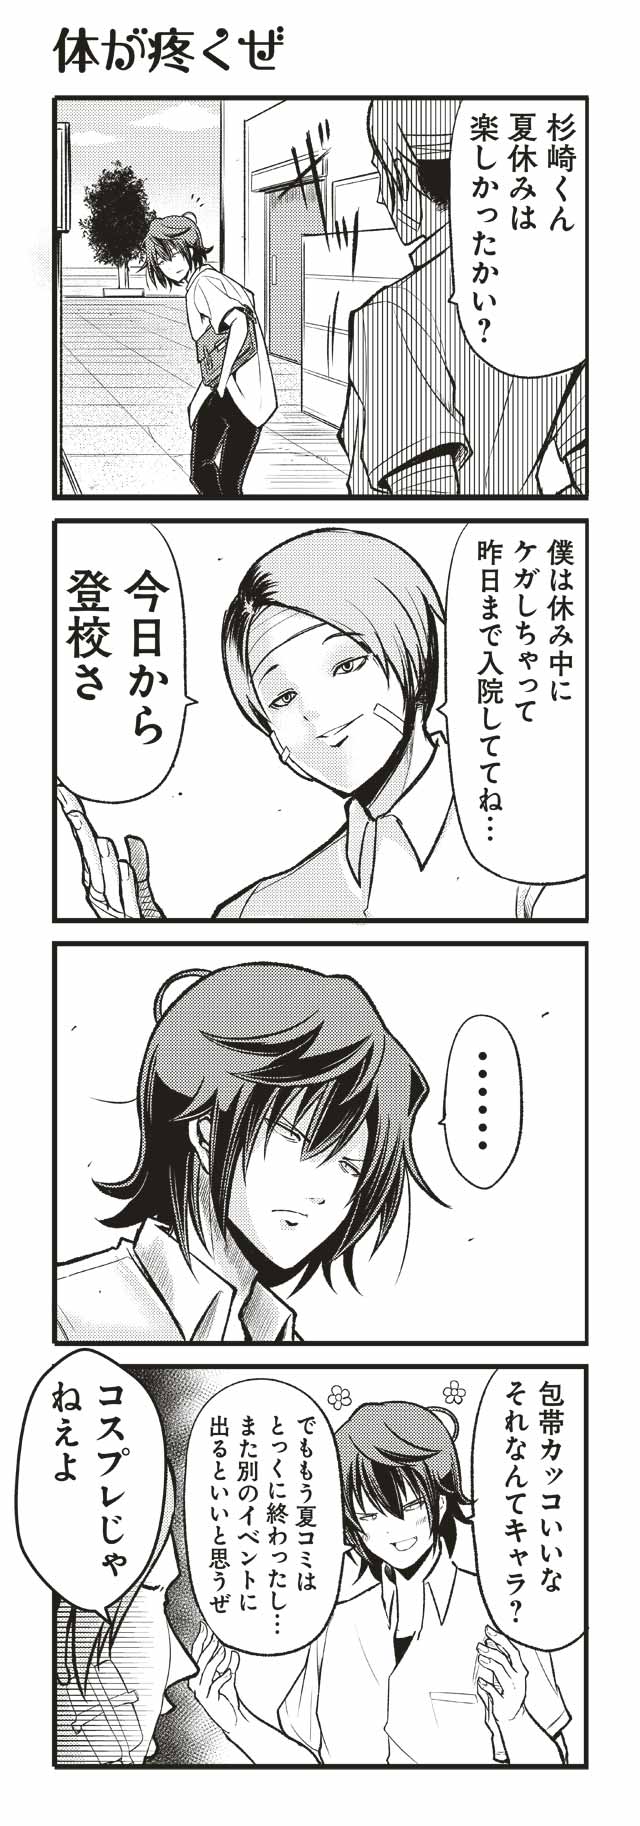 体が疼くぜ
杉崎くん
夏休みは
楽しかったかい?
僕は休み中に
ケガしちゃって
昨日まで入院しててね…
今日から
登校さ
・・・・・・
包帯カッコいいな
それなんてキャラ?
でももう夏コミは
とっくに終わったし…
また別のイベントに
出るといいと思うぜ
コスプレじゃ
ねえよ